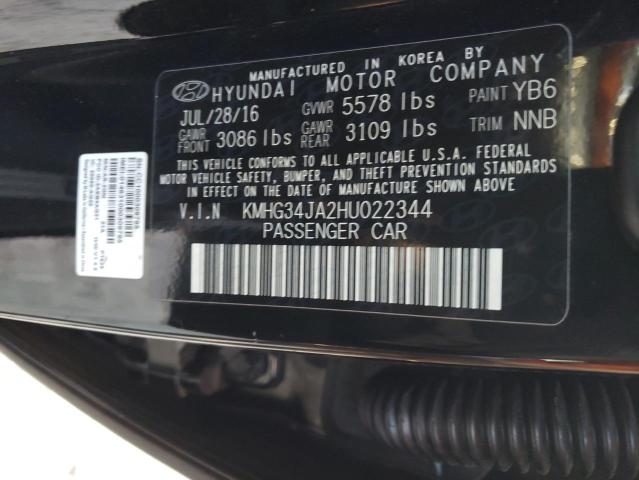 MANUFACTURED IN KOREA BY
HYUNDAI MOTOR COMPANY
JUL/28/16 GVWR 5578 lbs PAINT YB6
GAWR FRONT 3086 lbs GAWR REAR 3109 lbs TRIM NNB
THIS VEHICLE CONFORMS TO ALL APPLICABLE U.S.A. FEDERAL
MOTOR VEHICLE SAFETY, BUMPER, AND THEFT PREVENTION STANDARDS
IN EFFECT ON THE DATE OF MANUFACTURE SHOWN ABOVE.
V.I.N KMHG34JA2HU022344
PASSENGER CAR